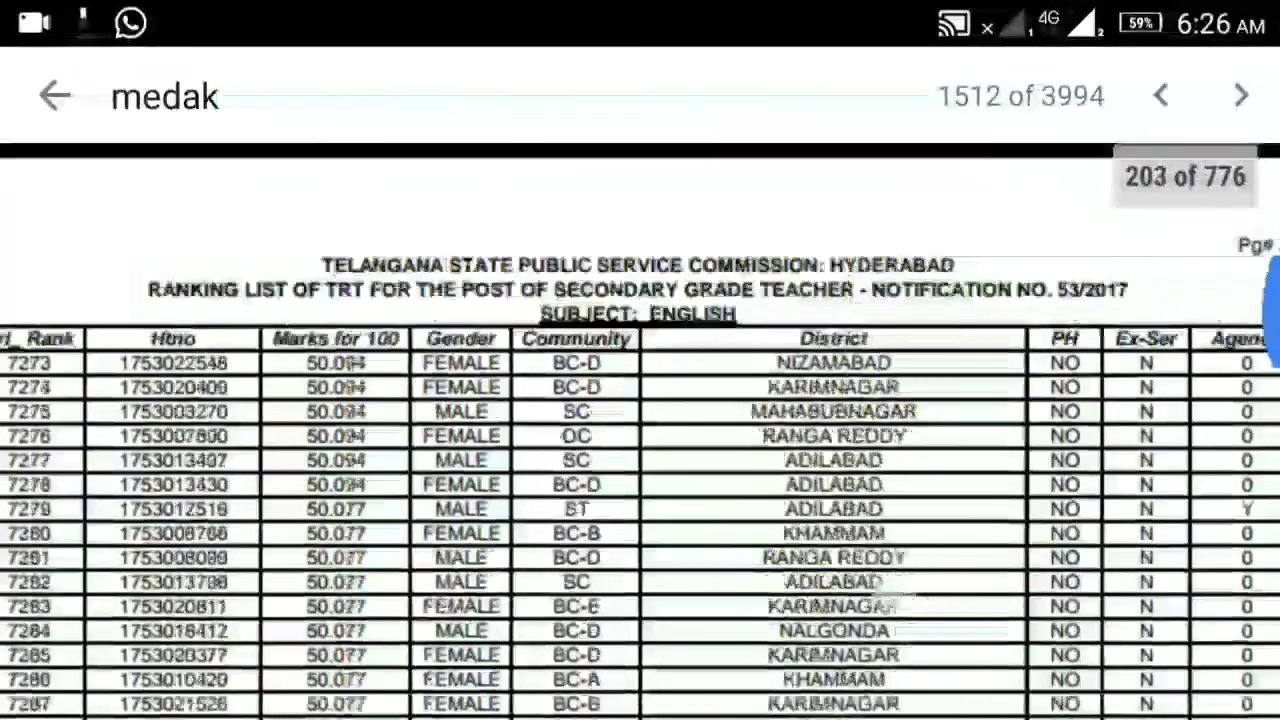 4G 59% 6:26 AM
medak 1512 of 3994
203 of 776
Pg#
TELANGANA STATE PUBLIC SERVICE COMMISSION: HYDERABAD
RANKING LIST OF TRT FOR THE POST OF SECONDARY GRADE TEACHER - NOTIFICATION NO. 53/2017
SUBJECT: ENGLISH
rl_Rank Htno Marks for 100 Gender Community District PH Ex-Ser Agen
7273 1753022548 50.094 FEMALE BC-D NIZAMABAD NO N 0
7274 1753020409 50.094 FEMALE BC-D KARIMNAGAR NO N 0
7275 1753003270 50.094 MALE SC MAHABUBNAGAR NO N 0
7276 50.094 FEMALE OC RANGA REDDY NO N 0
7277 1753013407 50.094 MALE SC ADILABAD NO N 0
7278 1753013430 50.094 FEMALE BC-D ADILABAD NO N 0
7279 50.077 MALE ST ADILABAD NO N Y
7280 1753008766 50.077 FEMALE BC-B KHAMMAM NO N 0
7281 50.077 MALE BC-D RANGA REDDY NO N 0
7282 50.077 MALE SC ADILABAD NO N 0
7283 1753020811 50.077 FEMALE BC-E KARIMNAGAR NO N 0
7284 50.077 MALE BC-D NALGONDA NO N 0
7285 50.077 FEMALE BC-D KARIMNAGAR NO N 0
7286 1753010420 50.077 FEMALE BC-A KHAMMAM NO N 0
7287 50.077 FEMALE KARIMNAGAR NO N 0